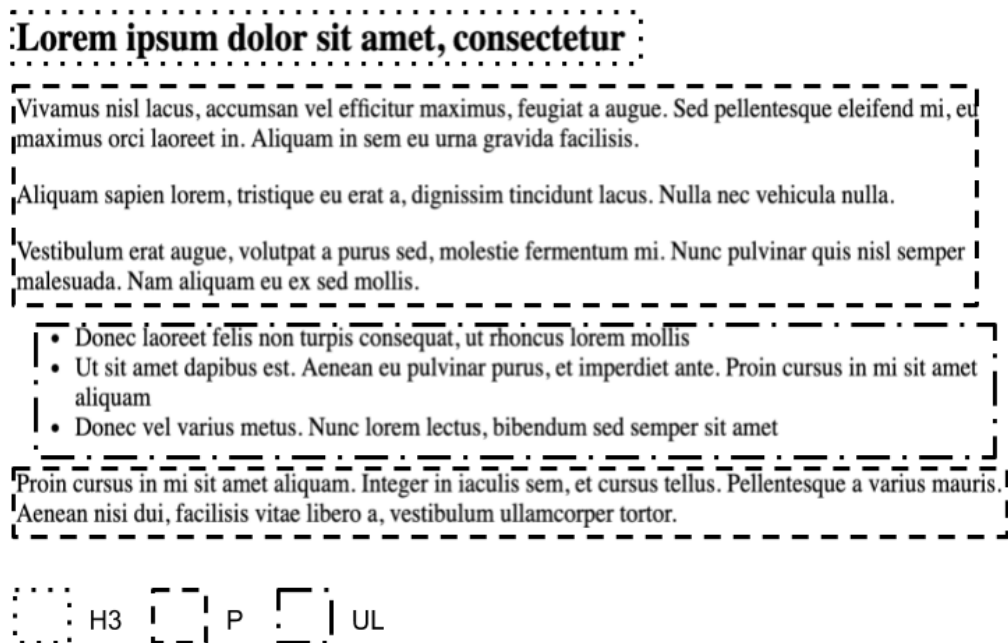 Lorem ipsum dolor sit amet, consectetur
Vivamus nisl lacus, accumsan vel efficitur maximus, feugiat a augue. Sed pellentesque eleifend mi, eu
maximus orci laoreet in. Aliquam in sem eu urna gravida facilisis.
Aliquam sapien lorem, tristique eu erat a, dignissim tincidunt lacus. Nulla nec vehicula nulla.
Vestibulum erat augue, volutpat a purus sed, molestie fermentum mi. Nunc pulvinar quis nisl semper
malesuada. Nam aliquam eu ex sed mollis.
• Donec laoreet felis non turpis consequat, ut rhoncus lorem mollis
• Ut sit amet dapibus est. Aenean eu pulvinar purus, et imperdiet ante. Proin cursus in mi sit amet
aliquam
• Donec vel varius metus. Nunc lorem lectus, bibendum sed semper sit amet
Proin cursus in mi sit amet aliquam. Integer in iaculis sem, et cursus tellus. Pellentesque a varius mauris.
Aenean nisi dui, facilisis vitae libero a, vestibulum ullamcorper tortor.
H3 P UL